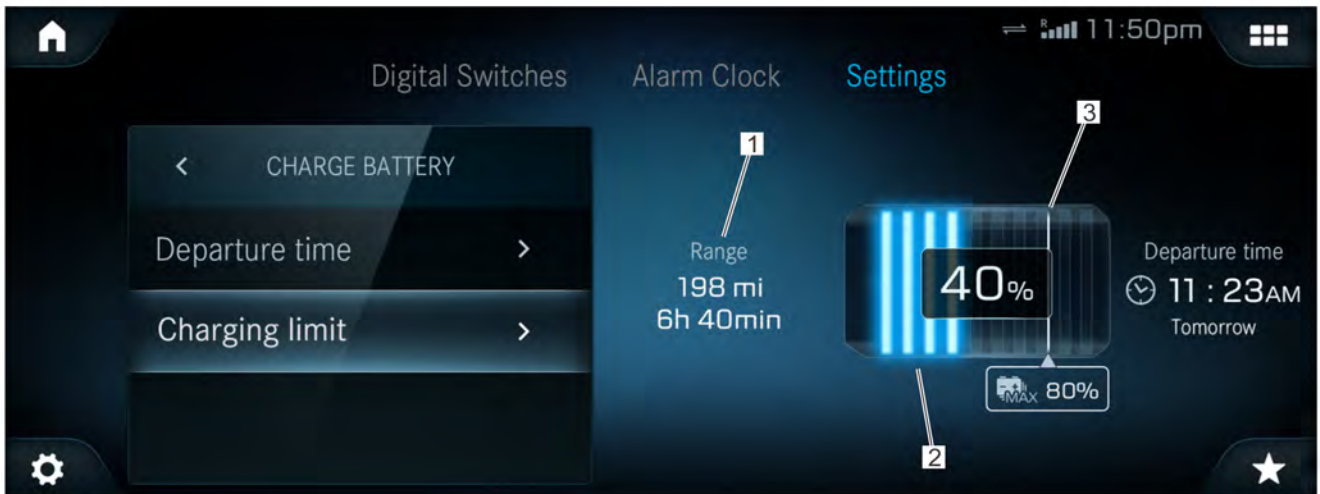 R 11:50pm
Digital Switches Alarm Clock Settings
3
1
< CHARGE BATTERY
Departure time >
Range
Departure time
198 mi
40%
11 : 23AM
6h 40min
Tomorrow
Charging limit >
MAX 80%
2